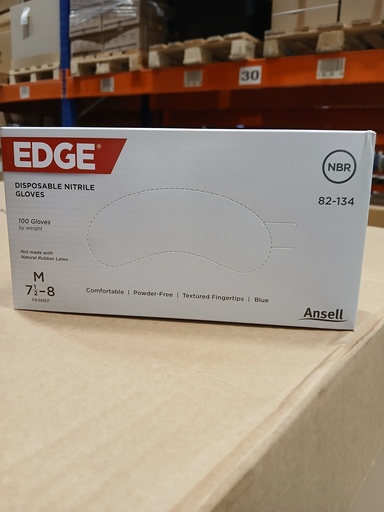 30
EDGE®
NBR
DISPOSABLE NITRILE
GLOVES
82-134
100 Gloves
by weight
Not made with
Natural Rubber Latex
M
7½-8
Comfortable | Powder-Free | Textured Fingertips | Blue
Ansell